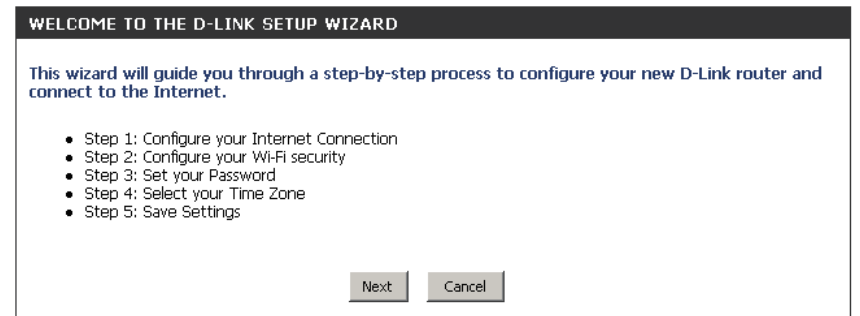 WELCOME TO THE D-LINK SETUP WIZARD
This wizard will guide you through a step-by-step process to configure your new D-Link router and
connect to the Internet.
• Step 1: Configure your Internet Connection
• Step 2: Configure your Wi-Fi security
• Step 3: Set your Password
• Step 4: Select your Time Zone
• Step 5: Save Settings
Next Cancel